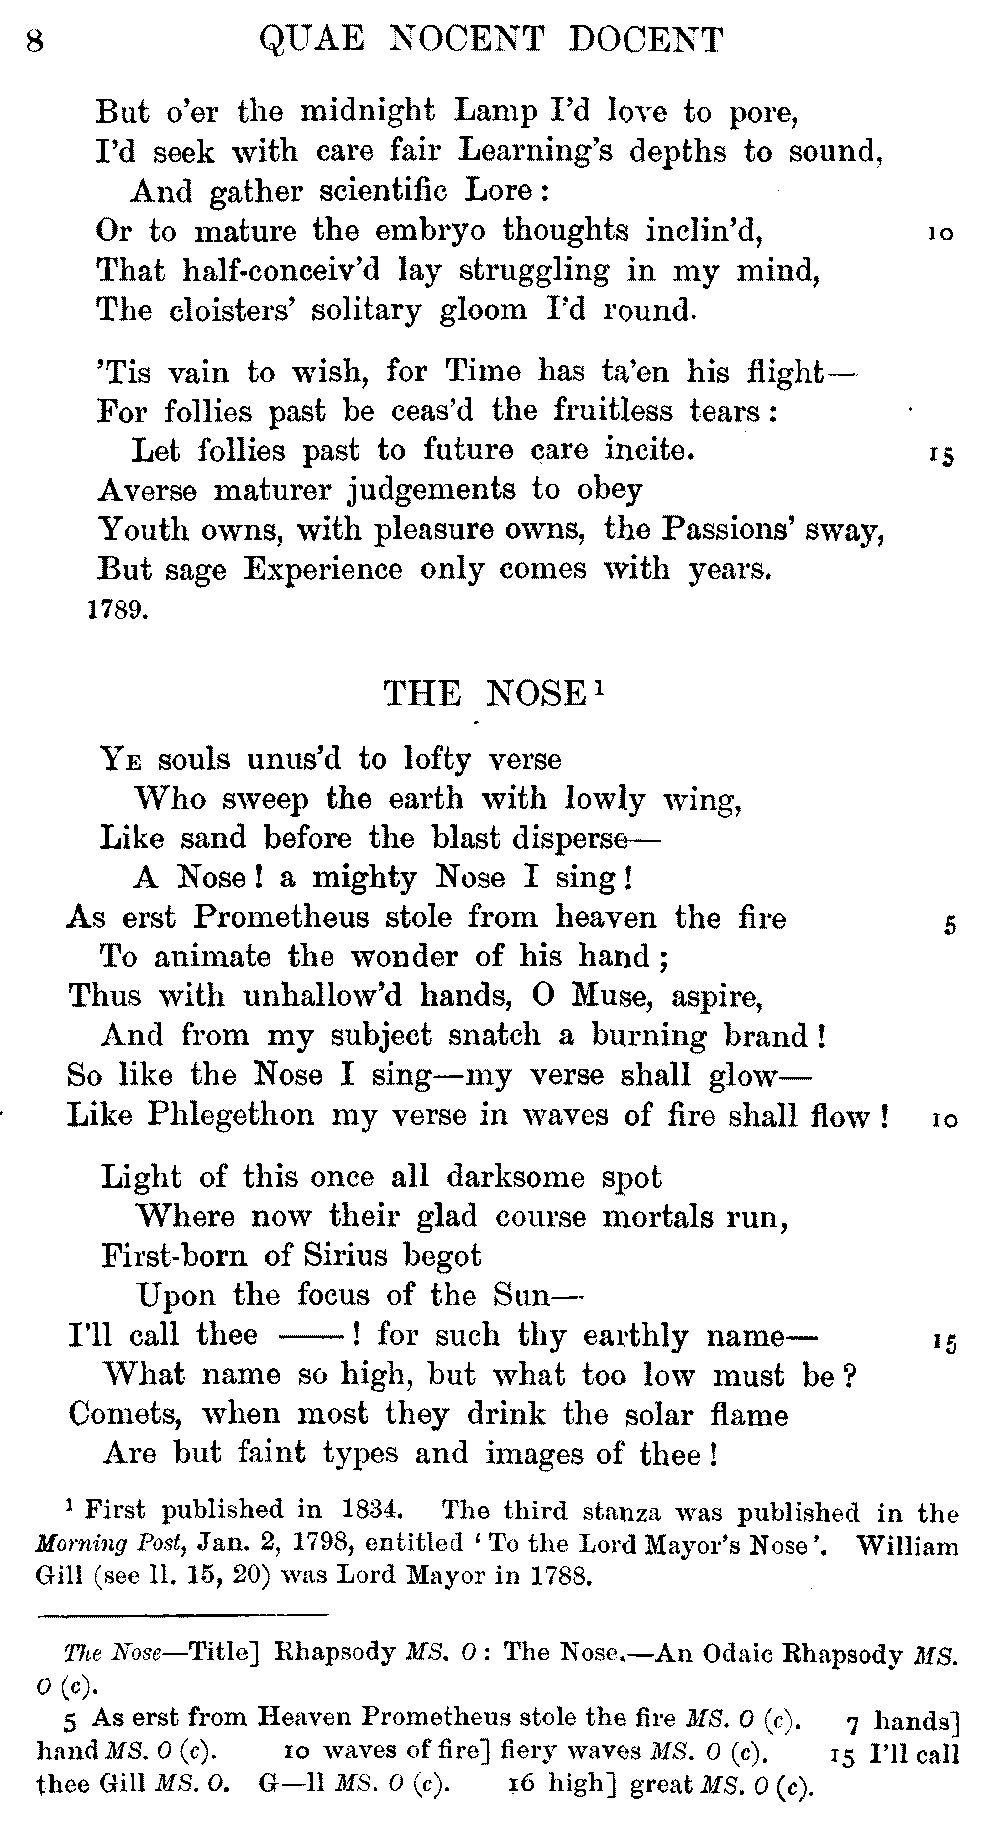 8 QUAE NOCENT DOCENT
But o'er the midnight Lamp I'd love to pore,
I'd seek with care fair Learning's depths to sound,
And gather scientific Lore :
Or to mature the embryo thoughts inclin'd, 10
That half-conceiv'd lay struggling in my mind,
The cloisters' solitary gloom I'd round.
'Tis vain to wish, for Time has ta'en his flight—
For follies past be ceas'd the fruitless tears :
Let follies past to future care incite. 15
Averse maturer judgements to obey
Youth owns, with pleasure owns, the Passions' sway,
But sage Experience only comes with years.
1789.
THE NOSE ¹
YE souls unus'd to lofty verse
Who sweep the earth with lowly wing,
Like sand before the blast disperse—
A Nose ! a mighty Nose I sing !
As erst Prometheus stole from heaven the fire 5
To animate the wonder of his hand ;
Thus with unhallow'd hands, O Muse, aspire,
And from my subject snatch a burning brand !
So like the Nose I sing—my verse shall glow—
Like Phlegethon my verse in waves of fire shall flow ! 10
Light of this once all darksome spot
Where now their glad course mortals run,
First-born of Sirius begot
Upon the focus of the Sun—
I'll call thee —— ! for such thy earthly name— 15
What name so high, but what too low must be ?
Comets, when most they drink the solar flame
Are but faint types and images of thee !
¹ First published in 1834. The third stanza was published in the
Morning Post, Jan. 2, 1798, entitled ' To the Lord Mayor's Nose '. William
Gill (see ll. 15, 20) was Lord Mayor in 1788.
The Nose—Title] Rhapsody MS. O : The Nose.—An Odaic Rhapsody MS.
O (c).
5 As erst from Heaven Prometheus stole the fire MS. O (c). 7 hands]
hand MS. O (c). 10 waves of fire] fiery waves MS. O (c). 15 I'll call
thee Gill MS. O. G—ll MS. O (c). 16 high] great MS. O (c).